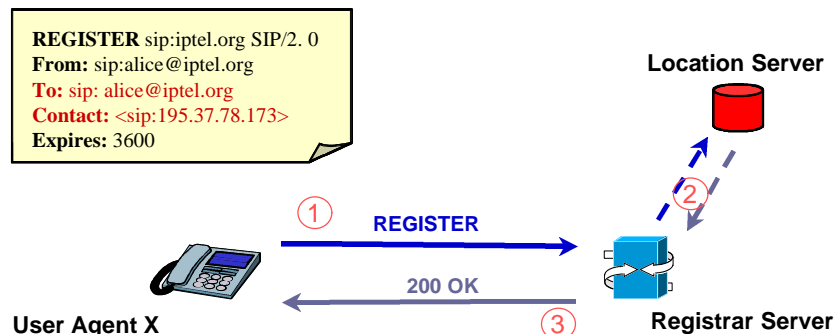 REGISTER sip:iptel.org SIP/2. 0
From: sip:alice@iptel.org
To: sip: alice@iptel.org
Contact: <sip:195.37.78.173>
Expires: 3600
Location Server
2
1
REGISTER
200 OK
3
User Agent X
Registrar Server